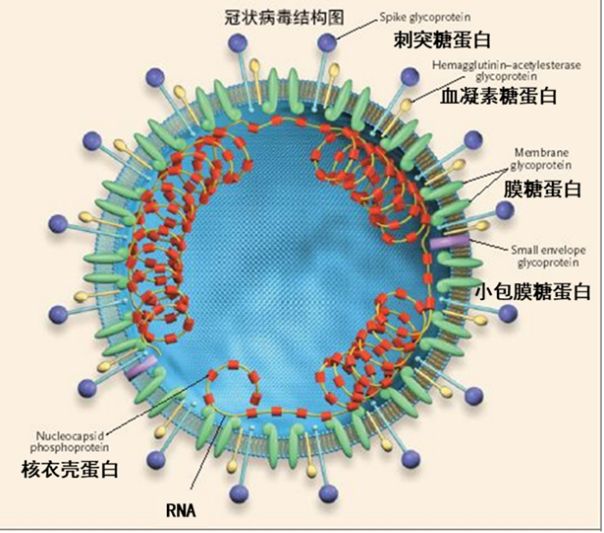 冠状病毒结构图
Spike glycoprotein
刺突糖蛋白
Hemagglutinin-acetylesterase
glycoprotein
血凝素糖蛋白
Membrane
glycoprotein
膜糖蛋白
Small envelope
glycoprotein
小包膜糖蛋白
Nucleocapsid
phosphoprotein
核衣壳蛋白
RNA